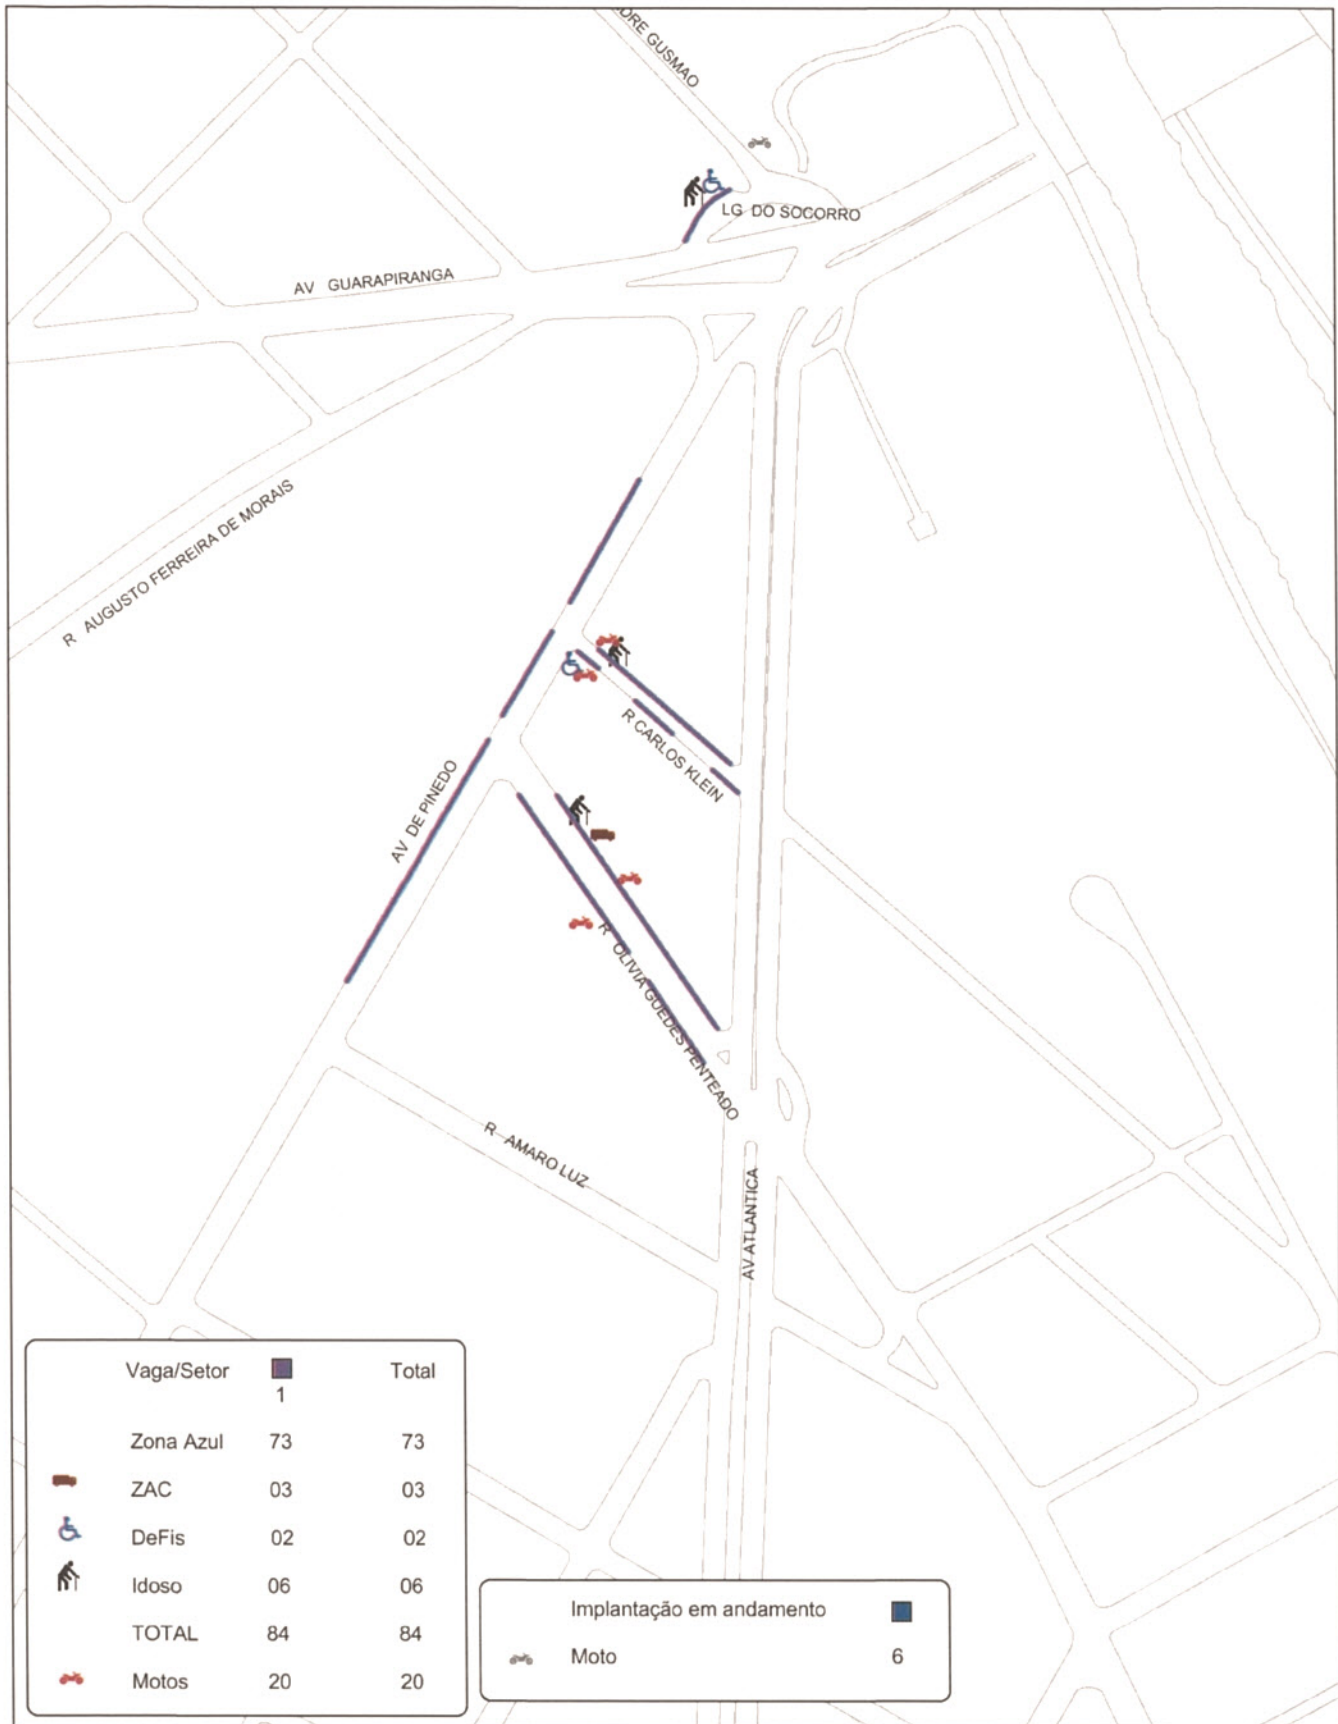 DRE GUSMAO
LG DO SOCORRO
AV GUARAPIRANGA
R AUGUSTO FERREIRA DE MORAIS
R CARLOS KLEIN
AV DE PINEDO
R OLIVIA GUEDES PENTEADO
R AMARO LUZ
AV ATLANTICA
Vaga/Setor Total
1
Zona Azul 73 73
ZAC 03 03
DeFis 02 02
Idoso 06 06
TOTAL 84 84
Motos 20 20
Implantação em andamento
Moto 6